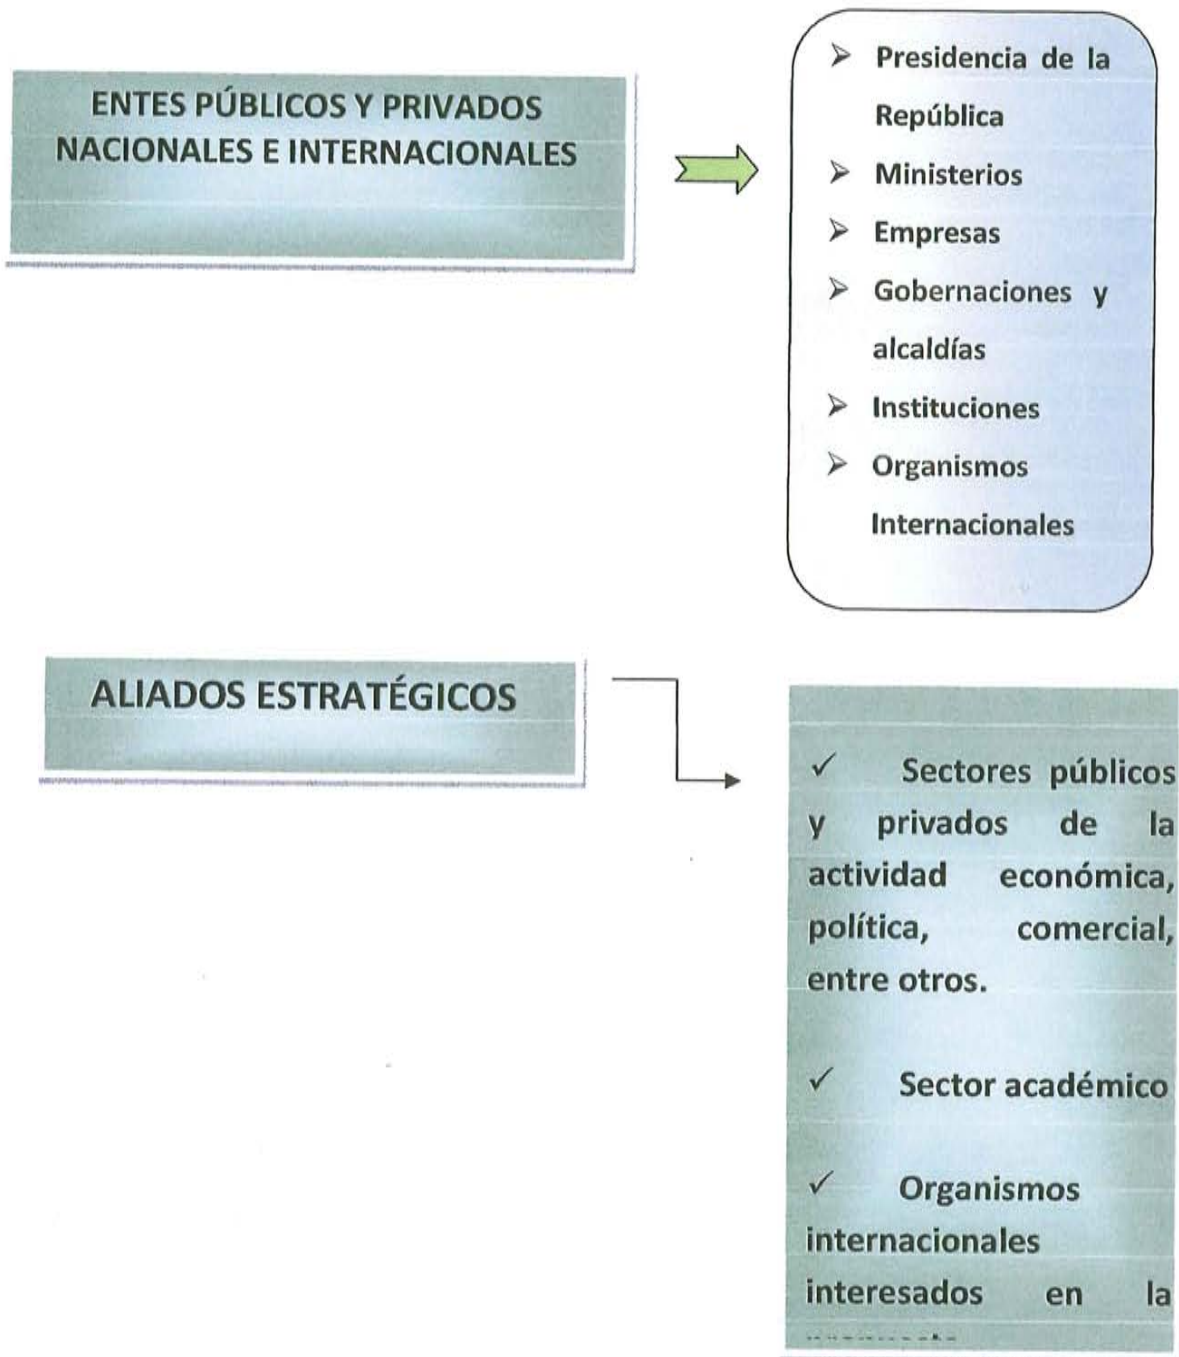 ENTES PÚBLICOS Y PRIVADOS
NACIONALES E INTERNACIONALES
➢ Presidencia de la
República
➢ Ministerios
➢ Empresas
➢ Gobernaciones y
alcaldías
➢ Instituciones
➢ Organismos
Internacionales
ALIADOS ESTRATÉGICOS
✓ Sectores públicos
y privados de la
actividad económica,
política, comercial,
entre otros.
✓ Sector académico
✓ Organismos
internacionales
interesados en la